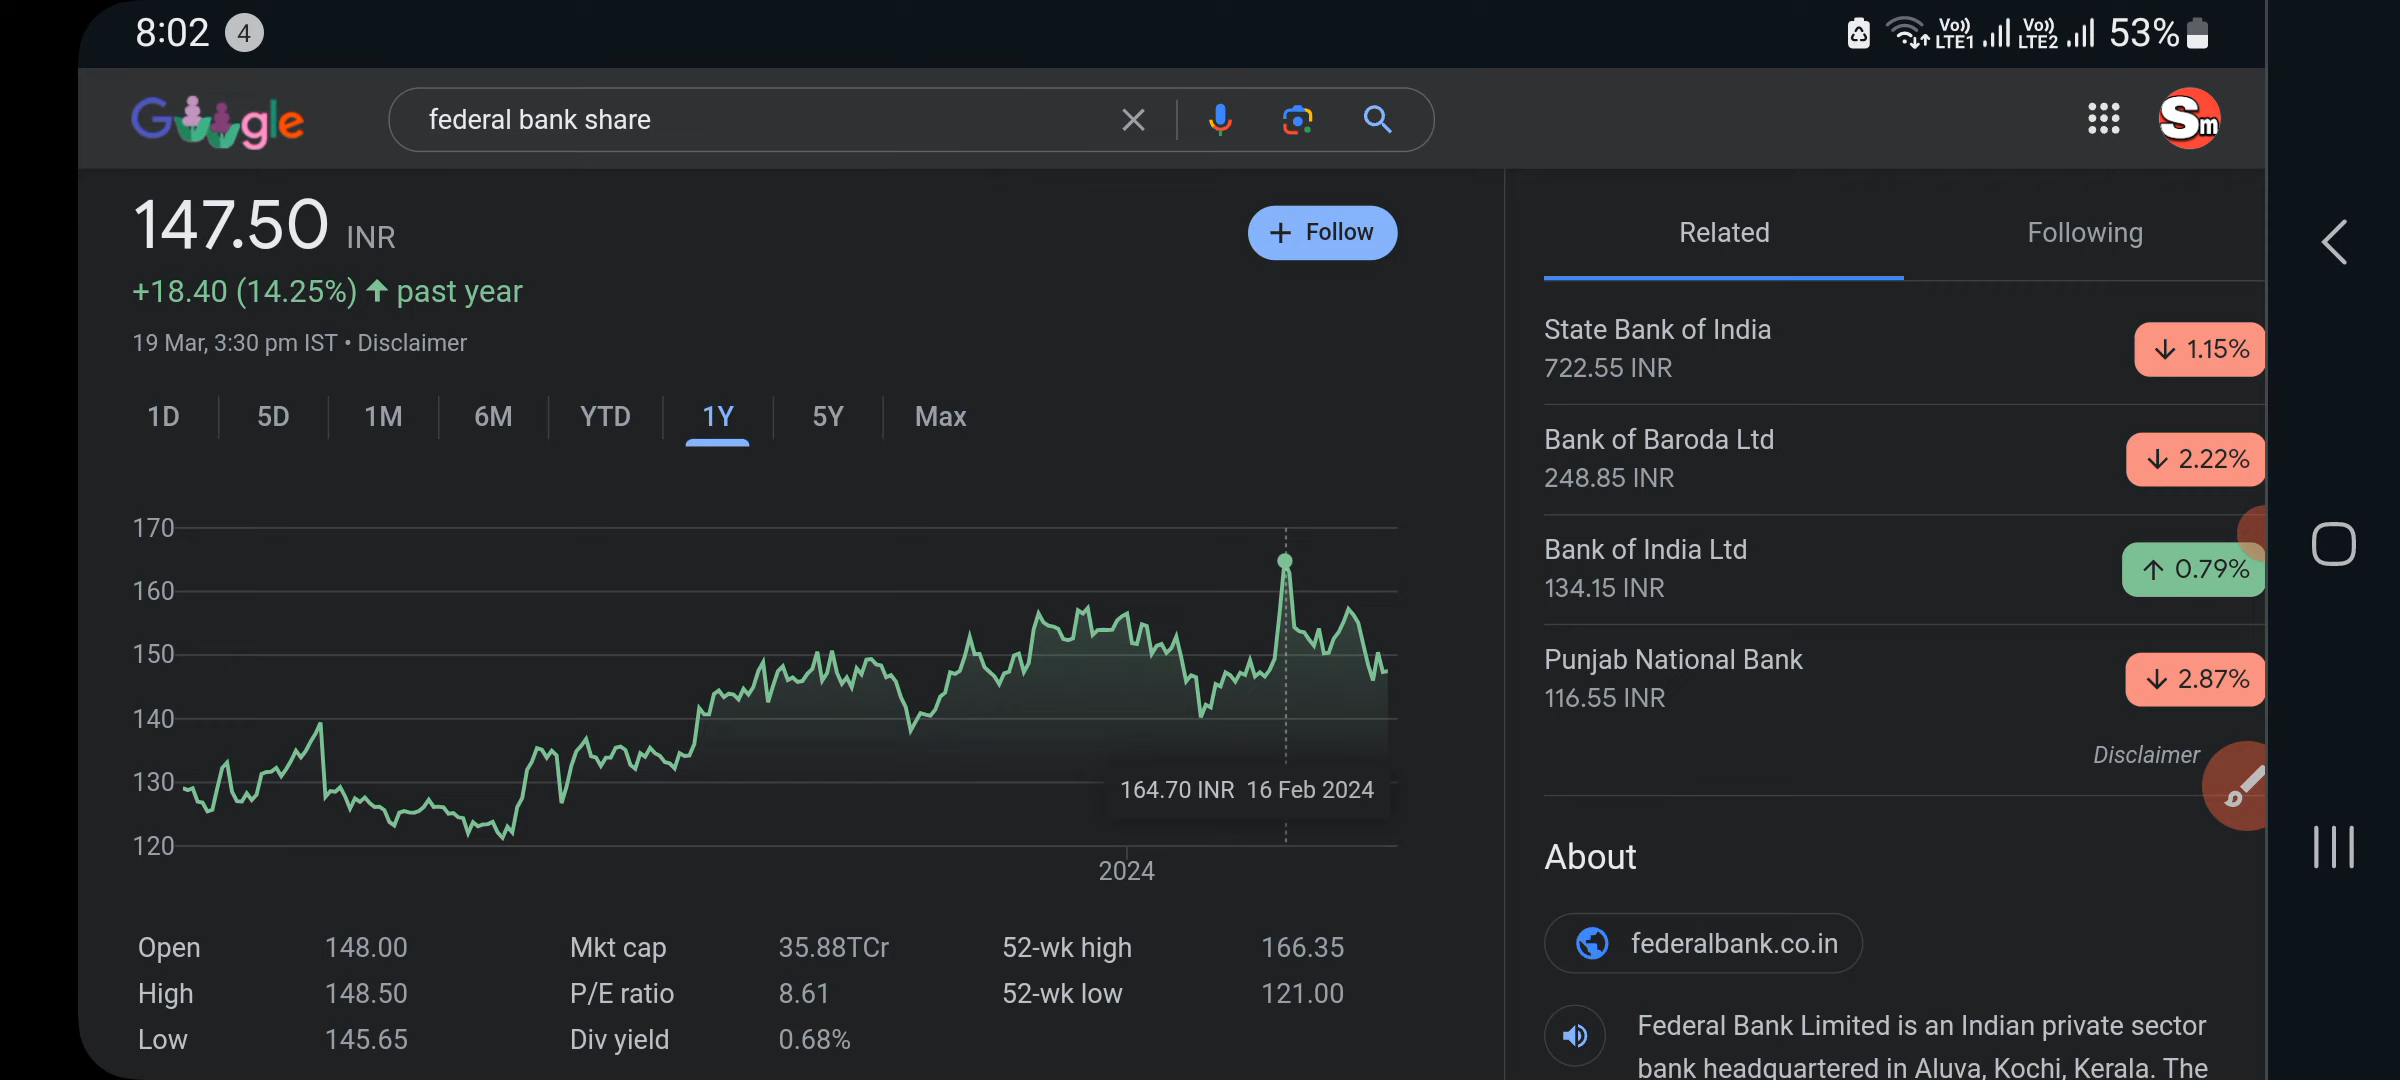 8:02 4
Vo)) LTE1 Vo)) LTE2 53%
Google
federal bank share
Sm
147.50 INR
+ Follow
+18.40 (14.25%) ↑ past year
19 Mar, 3:30 pm IST • Disclaimer
1D 5D 1M 6M YTD 1Y 5Y Max
170
160
150
140
130
120
164.70 INR 16 Feb 2024
2024
Open 148.00 Mkt cap 35.88TCr 52-wk high 166.35
High 148.50 P/E ratio 8.61 52-wk low 121.00
Low 145.65 Div yield 0.68%
Related Following
State Bank of India
722.55 INR ↓ 1.15%
Bank of Baroda Ltd
248.85 INR ↓ 2.22%
Bank of India Ltd
134.15 INR ↑ 0.79%
Punjab National Bank
116.55 INR ↓ 2.87%
Disclaimer
About
federalbank.co.in
Federal Bank Limited is an Indian private sector
bank headquartered in Aluva, Kochi, Kerala. The